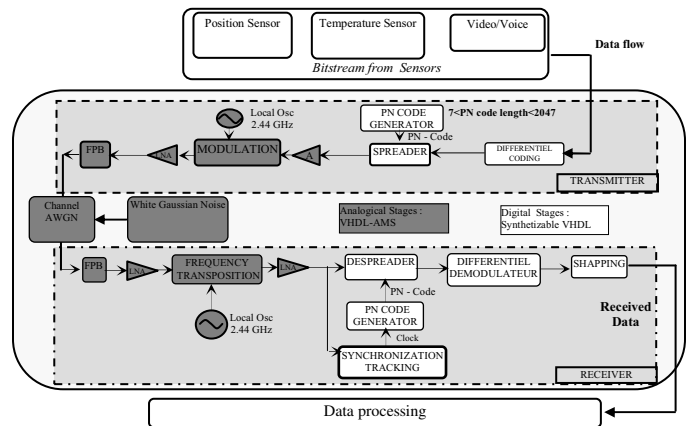 Position Sensor
Temperature Sensor
Video/Voice
Bitstream from Sensors
Data flow
Local Osc
2.44 GHz
PN CODE
GENERATOR
7<PN code length<2047
PN - Code
FPB
LNA
MODULATION
A
SPREADER
DIFFERENTIEL
CODING
TRANSMITTER
Channel
AWGN
White Gaussian Noise
Analogical Stages :
VHDL-AMS
Digital Stages :
Synthetizable VHDL
FPB
LNA
FREQUENCY
TRANSPOSITION
LNA
DESPREADER
DIFFERENTIEL
DEMODULATEUR
SHAPPING
PN - Code
Local Osc
2.44 GHz
PN CODE
GENERATOR
Received
Data
Clock
SYNCHRONIZATION
TRACKING
RECEIVER
Data processing